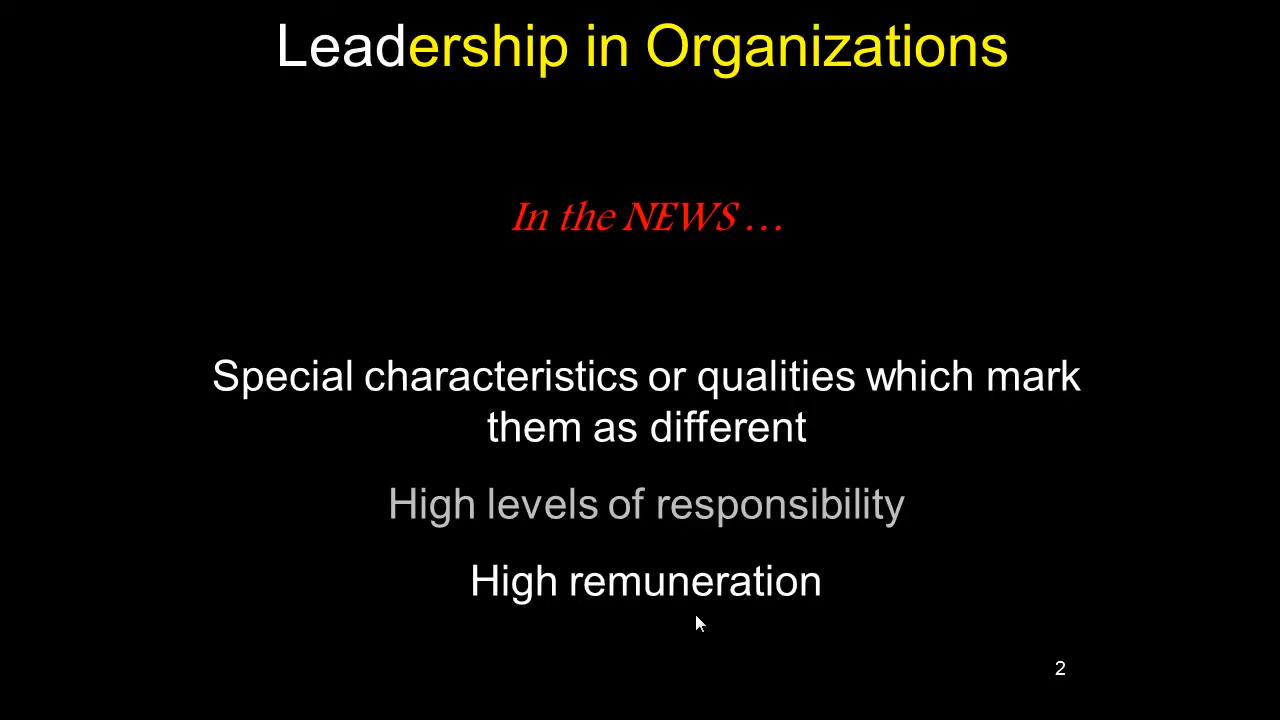 Leadership in Organizations
In the NEWS …
Special characteristics or qualities which mark
them as different
High levels of responsibility
High remuneration
2